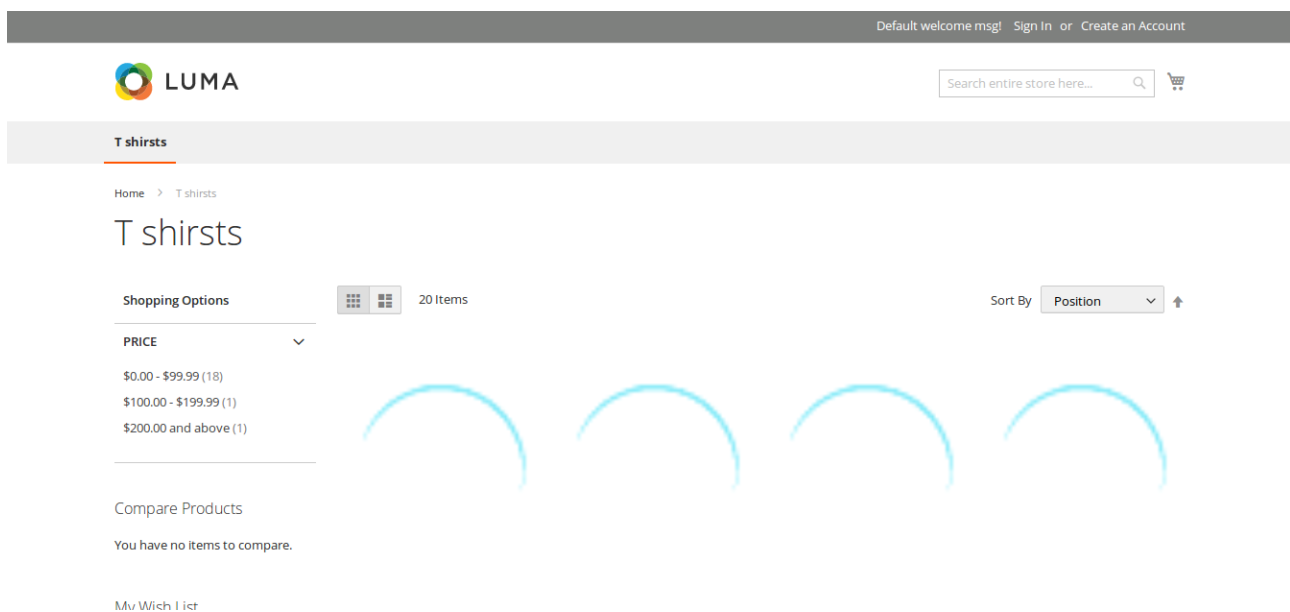 Default welcome msg! Sign In or Create an Account
LUMA
Search entire store here...
T shirsts
Home > T shirsts
T shirsts
Shopping Options
20 Items
Sort By Position
PRICE
$0.00 - $99.99 (18)
$100.00 - $199.99 (1)
$200.00 and above (1)
Compare Products
You have no items to compare.
My Wish List